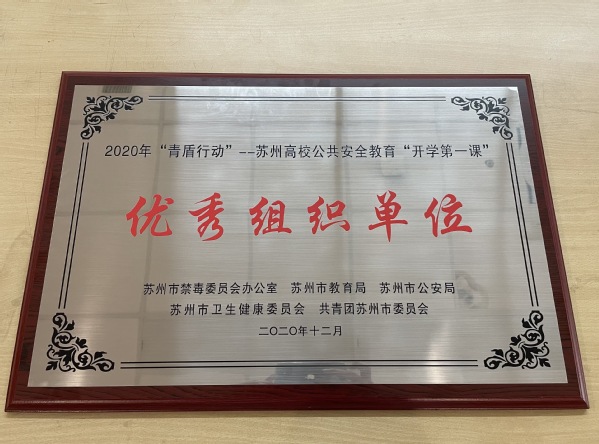 2020年“青盾行动”--苏州高校公共安全教育“开学第一课”
优秀组织单位
苏州市禁毒委员会办公室 苏州市教育局 苏州市公安局
苏州市卫生健康委员会 共青团苏州市委员会
二〇二〇年十二月